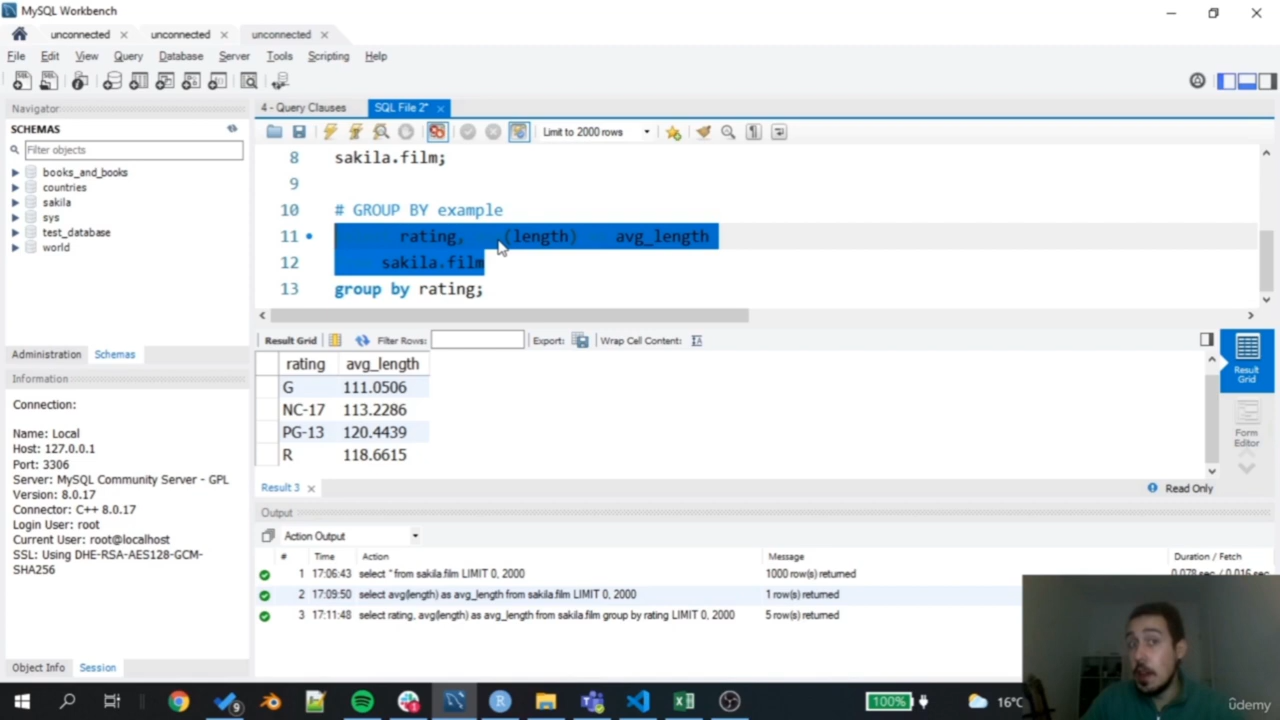 MySQL Workbench
unconnected × unconnected × unconnected ×
File Edit View Query Database Server Tools Scripting Help
Navigator
SCHEMAS
Filter objects
books_and_books
countries
sakila
sys
test_database
world
Administration Schemas
Information
Connection:
Name: Local
Host: 127.0.0.1
Port: 3306
Server: MySQL Community Server - GPL
Version: 8.0.17
Connector: C++ 8.0.17
Login User: root
Current User: root@localhost
SSL: Using DHE-RSA-AES128-GCM-
SHA256
Object Info Session
4 - Query Clauses SQL File 2* ×
Limit to 2000 rows
8 sakila.film;
9
10 # GROUP BY example
11 rating, (length) avg_length
12 sakila.film
13 group by rating;
Result Grid Filter Rows: Export: Wrap Cell Content:
rating avg_length
G 111.0506
NC-17 113.2286
PG-13 120.4439
R 118.6615
Result Grid
Form Editor
Result 3 × Read Only
Output
Action Output
# Time Action Message Duration / Fetch
1 17:06:43 select * from sakila.film LIMIT 0, 2000 1000 row(s) returned 0.078 sec / 0.016 sec
2 17:09:50 select avg(length) as avg_length from sakila.film LIMIT 0, 2000 1 row(s) returned
3 17:11:48 select rating, avg(length) as avg_length from sakila.film group by rating LIMIT 0, 2000 5 row(s) returned
9 100% 16°C
ûdemy